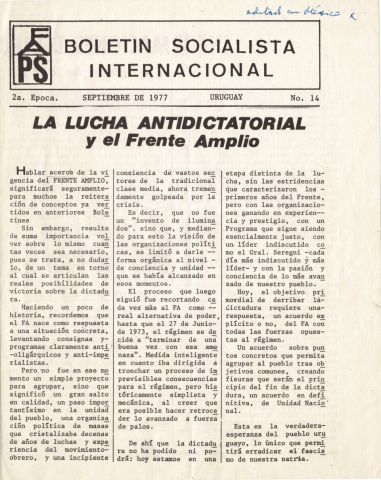 editado en México
FA
PS
BOLETIN SOCIALISTA
INTERNACIONAL
2a. Epoca. SEPTIEMBRE DE 1977 URUGUAY No. 14
LA LUCHA ANTIDICTATORIAL
y el Frente Amplio
Hablar acerca de la vi
gencia del FRENTE AMPLIO,
significará seguramente-
para muchos la reitera
ción de conceptos ya ver
tidos en anteriores Bole
tines
Sin embargo, resulta
de suma importancia vol
ver sobre lo mismo cuan
tas veces sea necesario,
pues se trata, a no dudar
lo, de un tema en torno
al cual se articulan las
reales posibilidades de
victoria sobre la dictadu
ra.
Haciendo un poco de
historia, recordemos que
el FA nace como respuesta
a una situación concreta,
levantando consignas y-
programas claramente anti
-oligárquicos y anti-impe
rialistas.
Pero no fue en ese mo
mento un simple proyecto
para agrupar, sino que
significó un gran salto
en calidad, un paso impor
tantísimo en la unidad
del pueblo, una organiza
ción política de masas
que cristalizaba decenas
de años de luchas y expe
riencia del movimiento-
obrero, y una incipiente
conciencia de vastos sec
tores de la tradicional
clase media, ahora tremen
damente golpeada por la
crisis.
Es decir, que no fue
un "invento de ilumina
dos", sino que, y median-
do para esto la visión de
las organizaciones políti
cas, se limitó a darle --
forma orgánica al nivel -
de conciencia y unidad --
que se había alcanzado en
esos momentos.
El proceso que luego
siguió fue recortando ca
da vez más al FA como --
real alternativa de poder,
hasta que el 27 de Junio-
de 1973, el régimen se de
cide a "terminar de una
buena vez con esa ame
naza". Medida inteligente
en cuanto iba dirigida a
tronchar un proceso de im
previsibles consecuencias
para el régimen, pero his
tóricamente simplista y
mecánica, al creer que
era posible hacer retroce
der lo avanzado a fuerza
de palos.
De ahí que la dictadu
ra no ha podido ni po
drá: hoy estamos en una
etapa distinta de la lu
cha, sin las estridencias
que caracterizaron los -
primeros años del Frente,
pero con las organizacio-
nes ganando en experien--
cia y prestigio, con un
Programa que sigue siendo
esencialmente justo, con
un líder indiscutido co
mo el Gral. Seregni -cada
día más indiscutido y más
líder- y con la pasión y
conciencia de lo más avan
zado de nuestro pueblo.
Hoy, el objetivo pri
mordial de derribar la-
dictadura requiere una-
respuesta, un acuerdo ex
plícito o no, del FA con
todas las fuerzas opues-
tas al régimen.
Un acuerdo sobre pun
tos concretos que permita
agrupar al pueblo tras ob
jetivos comunes, creando
fisuras que serán el prin
cipio del fin de la dicta
dura, un acuerdo en defi
nitiva, de Unidad Nacio
nal.
Esta es la verdadera-
esperanza del pueblo uru
guayo, lo único que permi
tirá erradicar el fascis
mo de nuestra patria.